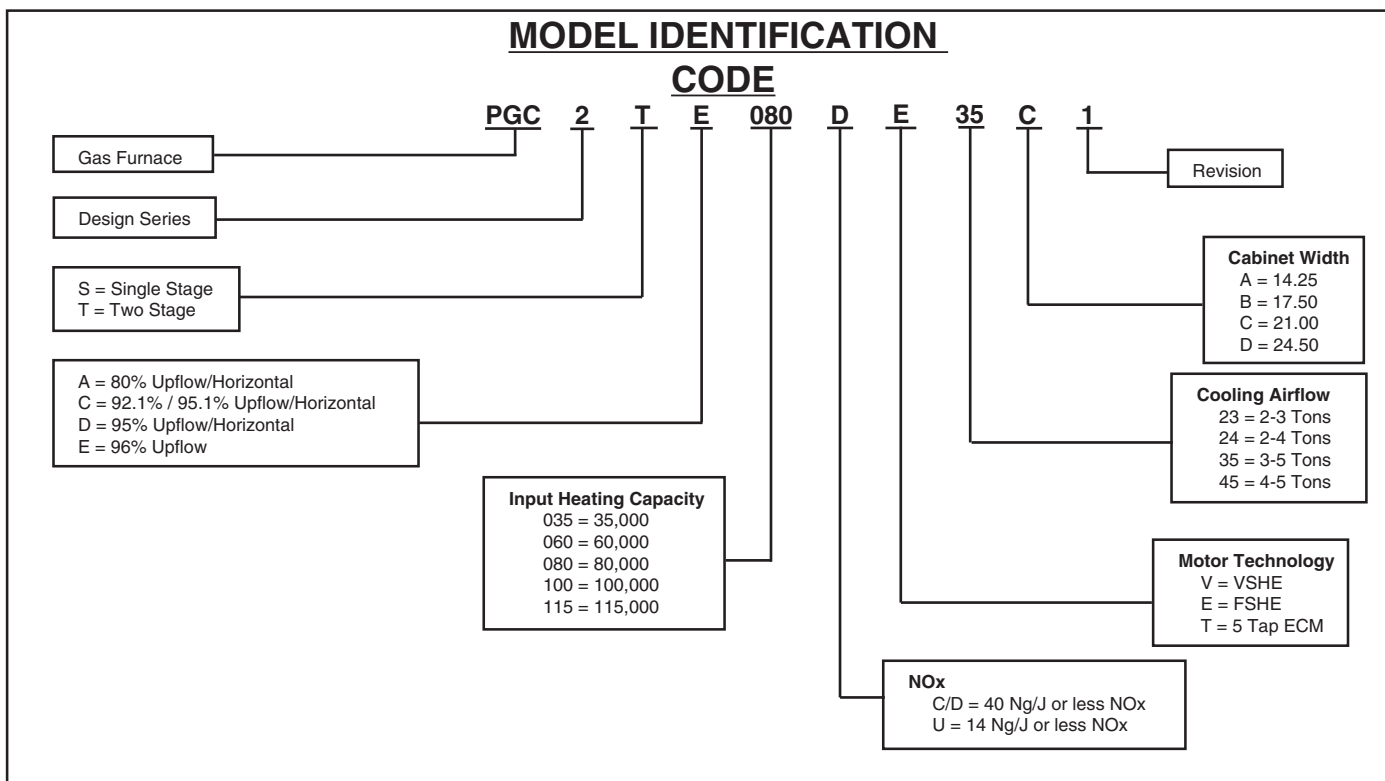 MODEL IDENTIFICATION
CODE
PGC 2 T E 080 D E 35 C 1
Gas Furnace
Revision
Design Series
S = Single Stage
T = Two Stage
Cabinet Width
A = 14.25
B = 17.50
C = 21.00
D = 24.50
A = 80% Upflow/Horizontal
C = 92.1% / 95.1% Upflow/Horizontal
D = 95% Upflow/Horizontal
E = 96% Upflow
Cooling Airflow
23 = 2-3 Tons
24 = 2-4 Tons
35 = 3-5 Tons
45 = 4-5 Tons
Input Heating Capacity
035 = 35,000
060 = 60,000
080 = 80,000
100 = 100,000
115 = 115,000
Motor Technology
V = VSHE
E = FSHE
T = 5 Tap ECM
NOx
C/D = 40 Ng/J or less NOx
U = 14 Ng/J or less NOx